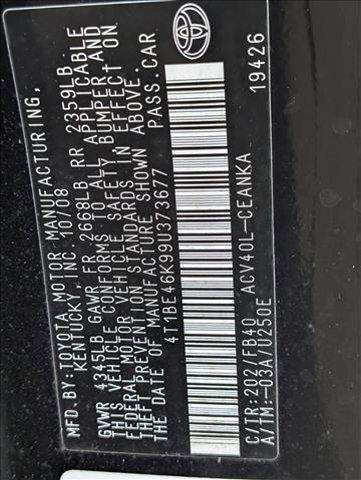 MFD. BY: TOYOTA MOTOR MANUFACTURING,
KENTUCKY, INC. 10/08
GVWR 4345LB GAWR FR 2668LB RR 2359LB
THIS VEHICLE CONFORMS TO ALL APPLICABLE
FEDERAL MOTOR VEHICLE SAFETY, BUMPER, AND
THEFT PREVENTION STANDARDS IN EFFECT ON
THE DATE OF MANUFACTURE SHOWN ABOVE.
4T1BE46K99U373677 PASS. CAR
C/TR:202/FB40 ACV40L-CEANKA 19426
A/TM:-03A/U250E